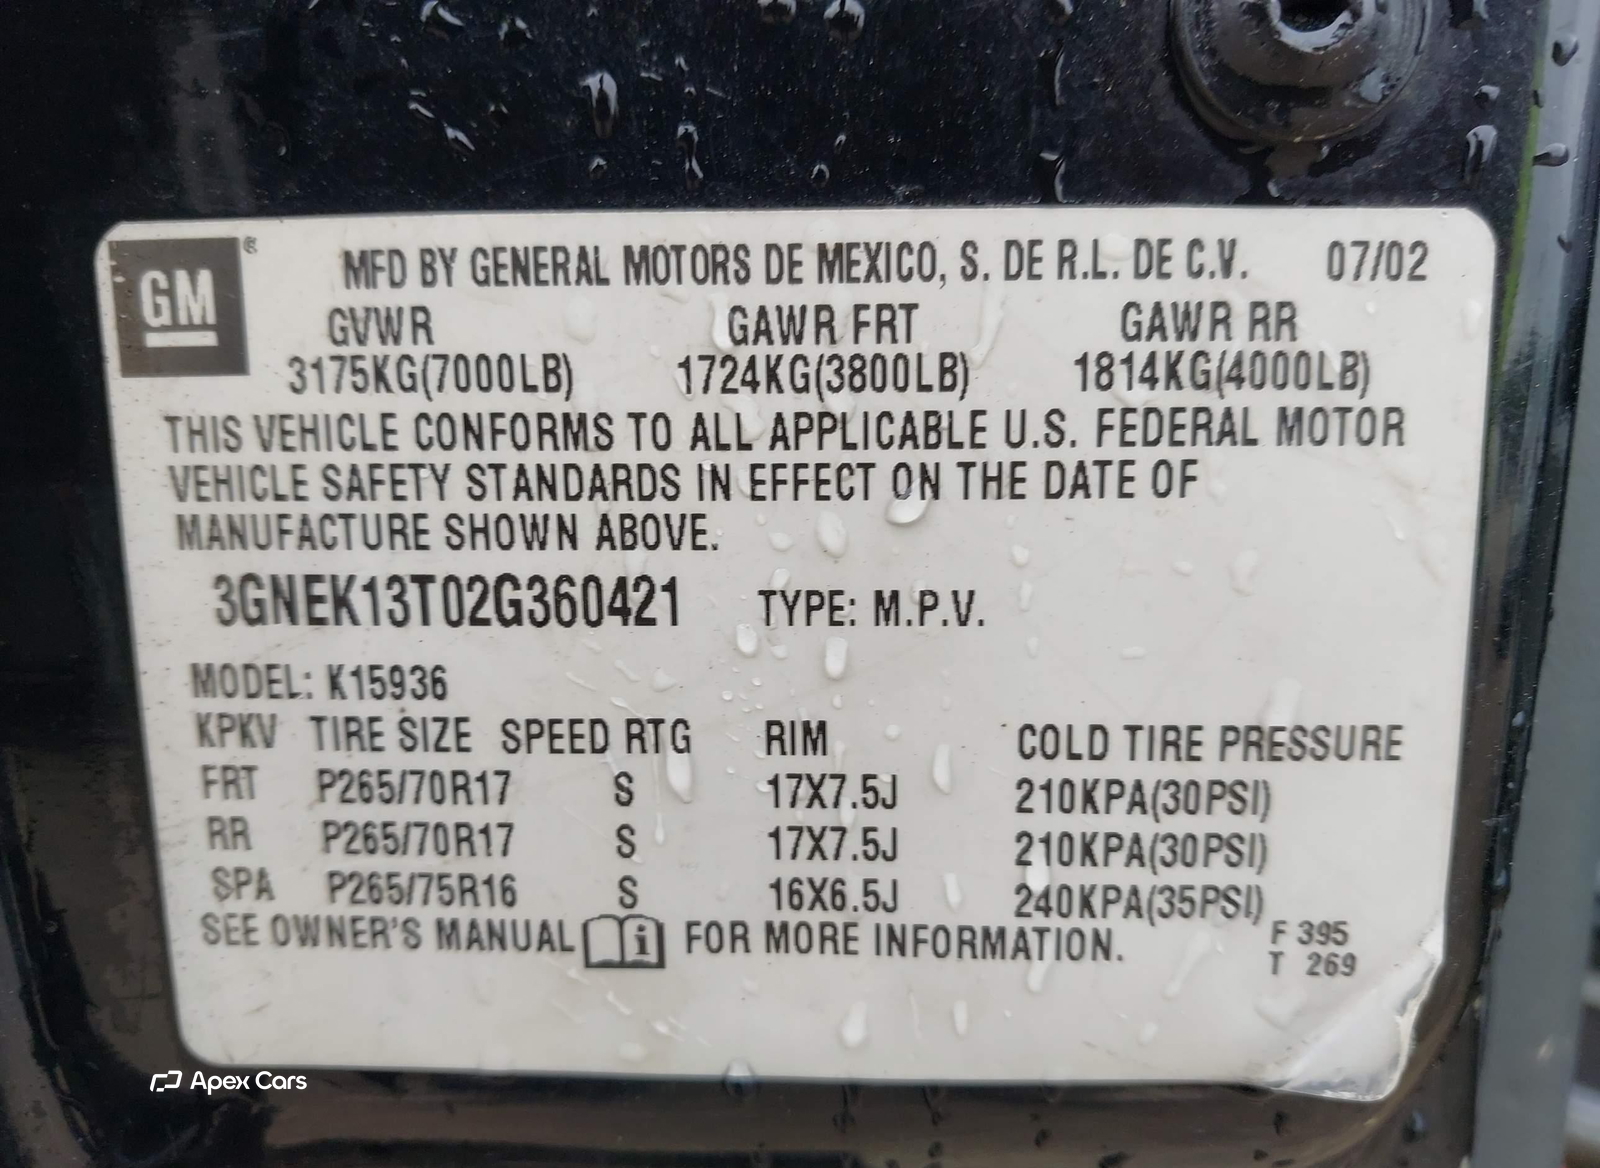 GM®
MFD BY GENERAL MOTORS DE MEXICO, S. DE R.L. DE C.V. 07/02
GVWR GAWR FRT GAWR RR
3175KG(7000LB) 1724KG(3800LB) 1814KG(4000LB)
THIS VEHICLE CONFORMS TO ALL APPLICABLE U.S. FEDERAL MOTOR
VEHICLE SAFETY STANDARDS IN EFFECT ON THE DATE OF
MANUFACTURE SHOWN ABOVE.
3GNEK13T02G360421 TYPE: M.P.V.
MODEL: K15936
KPKV TIRE SIZE SPEED RTG RIM COLD TIRE PRESSURE
FRT P265/70R17 S 17X7.5J 210KPA(30PSI)
RR P265/70R17 S 17X7.5J 210KPA(30PSI)
SPA P265/75R16 S 16X6.5J 240KPA(35PSI)
SEE OWNER'S MANUAL i FOR MORE INFORMATION.
F 395
T 269
Apex Cars